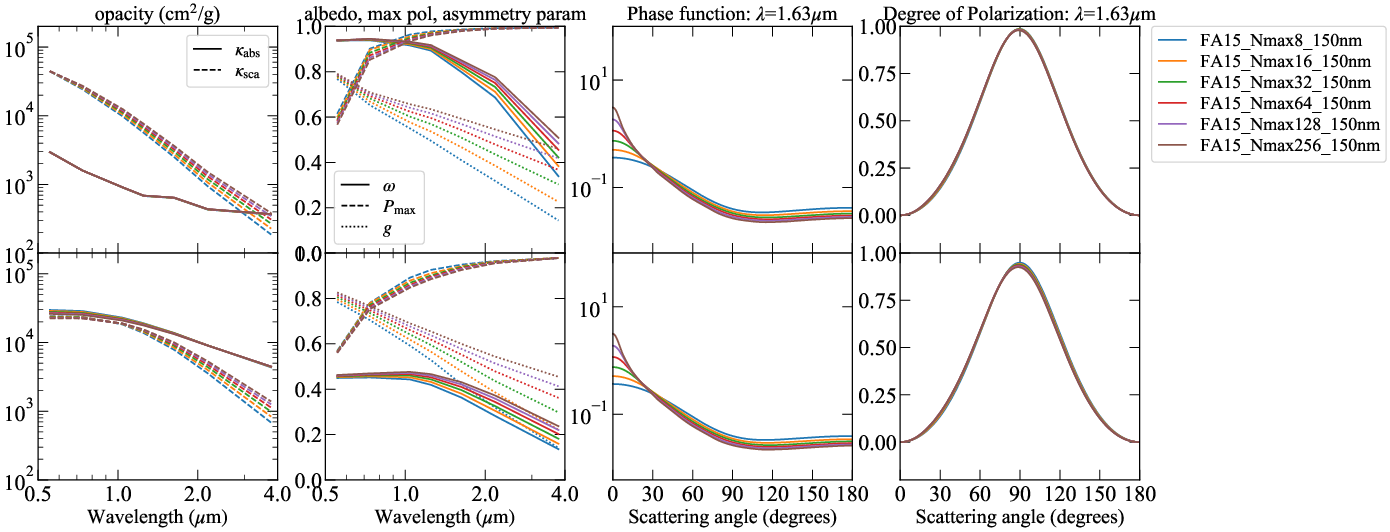 opacity (cm²/g)
albedo, max pol, asymmetry param
Phase function: λ=1.63μm
Degree of Polarization: λ=1.63μm
10⁵
10⁴
10³
10²
κabs
κsca
1.0
0.8
0.6
0.4
0.2
0.0
ω
Pmax
g
10¹
10⁻¹
1.00
0.75
0.50
0.25
0.00
FA15_Nmax8_150nm
FA15_Nmax16_150nm
FA15_Nmax32_150nm
FA15_Nmax64_150nm
FA15_Nmax128_150nm
FA15_Nmax256_150nm
10⁵
10⁴
10³
10²
0.5 1.0 2.0 4.0
Wavelength (μm)
1.0
0.8
0.6
0.4
0.2
0.0
0.5 1.0 2.0 4.0
Wavelength (μm)
10¹
10⁻¹
0 30 60 90 120 150 180
Scattering angle (degrees)
1.00
0.75
0.50
0.25
0.00
0 30 60 90 120 150 180
Scattering angle (degrees)